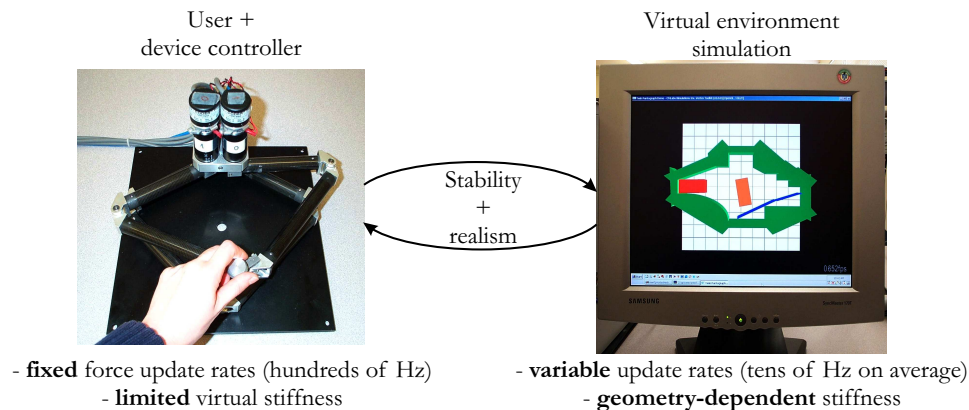 User +
device controller
Virtual environment
simulation
Stability
+
realism
SAMSUNG
- fixed force update rates (hundreds of Hz)
- limited virtual stiffness
- variable update rates (tens of Hz on average)
- geometry-dependent stiffness